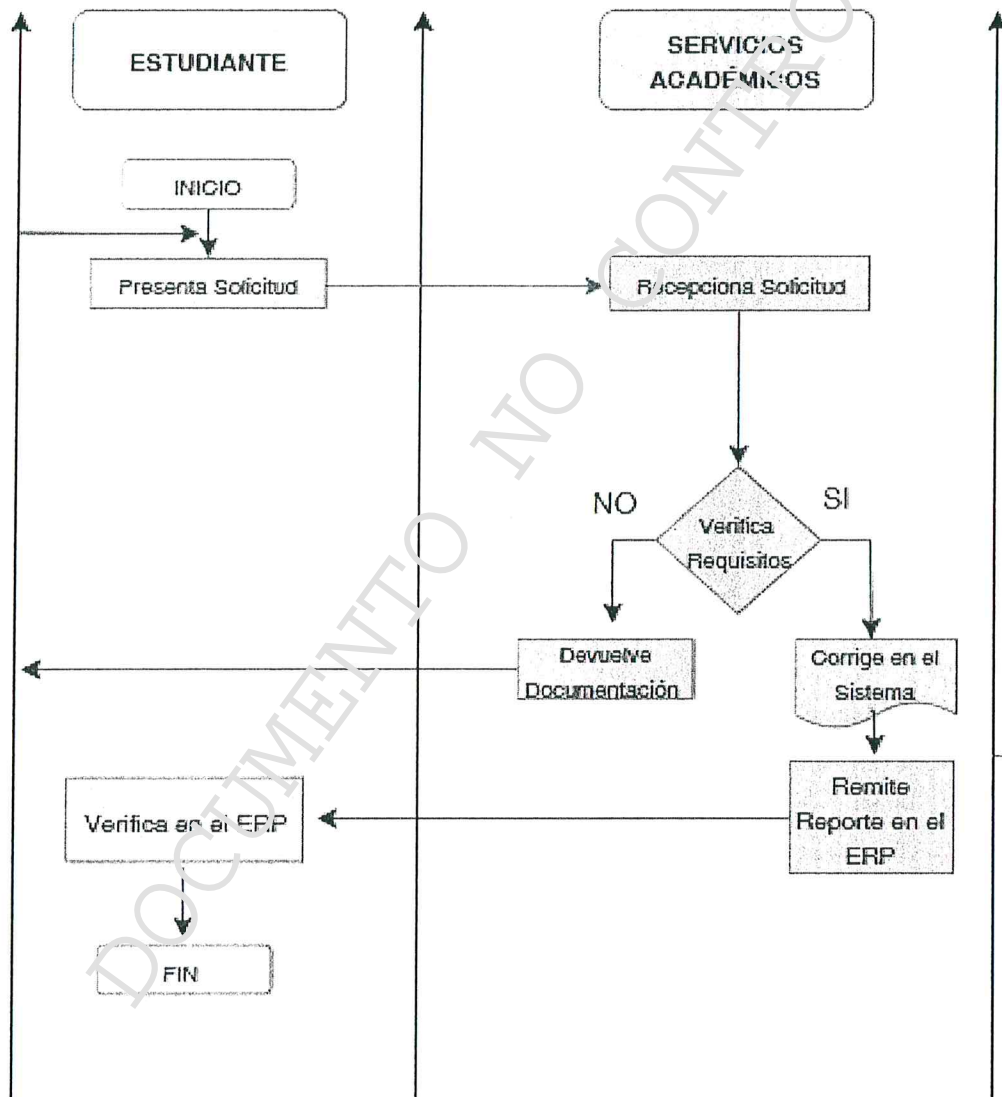 ESTUDIANTE
SERVICIOS
ACADÉMICOS
INICIO
Presenta Solicitud
Recepciona Solicitud
NO
SI
Verifica
Requisitos
Devuelve
Documentación
Corrige en el
Sistema
Remite
Reporte en el
ERP
Verifica en el ERP
FIN
DOCUMENTO NO CONTRO